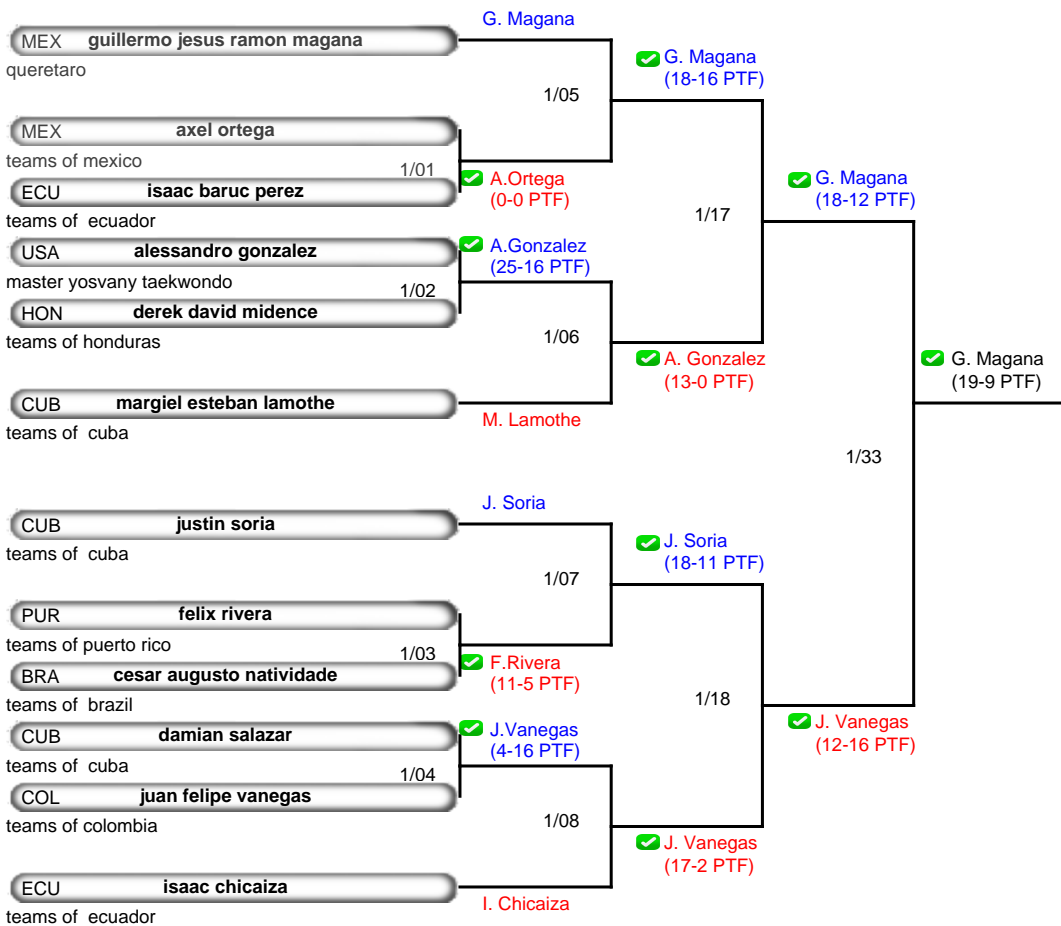 G. Magana
MEX guillermo jesus ramon magana
queretaro
G. Magana
(18-16 PTF)
1/05
MEX axel ortega
teams of mexico
1/01
A.Ortega
(0-0 PTF)
ECU isaac baruc perez
teams of ecuador
G. Magana
(18-12 PTF)
1/17
USA alessandro gonzalez
master yosvany taekwondo
A.Gonzalez
(25-16 PTF)
1/02
HON derek david midence
teams of honduras
1/06
A. Gonzalez
(13-0 PTF)
G. Magana
(19-9 PTF)
CUB margiel esteban lamothe
teams of cuba
M. Lamothe
1/33
J. Soria
CUB justin soria
teams of cuba
J. Soria
(18-11 PTF)
1/07
PUR felix rivera
teams of puerto rico
1/03
F.Rivera
(11-5 PTF)
BRA cesar augusto natividade
teams of brazil
1/18
J. Vanegas
(12-16 PTF)
CUB damian salazar
teams of cuba
J.Vanegas
(4-16 PTF)
1/04
COL juan felipe vanegas
teams of colombia
1/08
J. Vanegas
(17-2 PTF)
ECU isaac chicaiza
teams of ecuador
I. Chicaiza